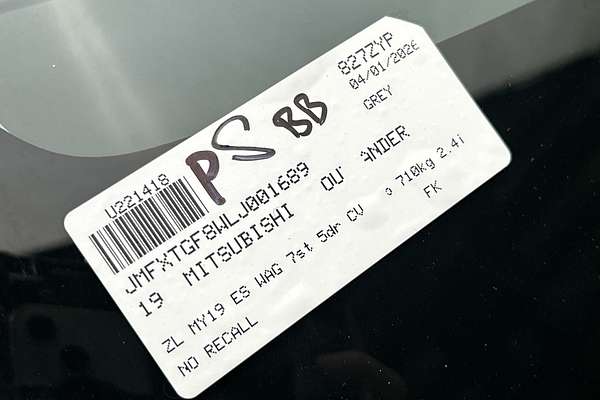 827ZYP
04/01/2026
GREY
PS BB
U221418
JMFXTGF8WLJ001689
19 MITSUBISHI OU ANDER
ZL MY19 ES WAG 7st 5dr CV 710kg 2.4i
NO RECALL FK